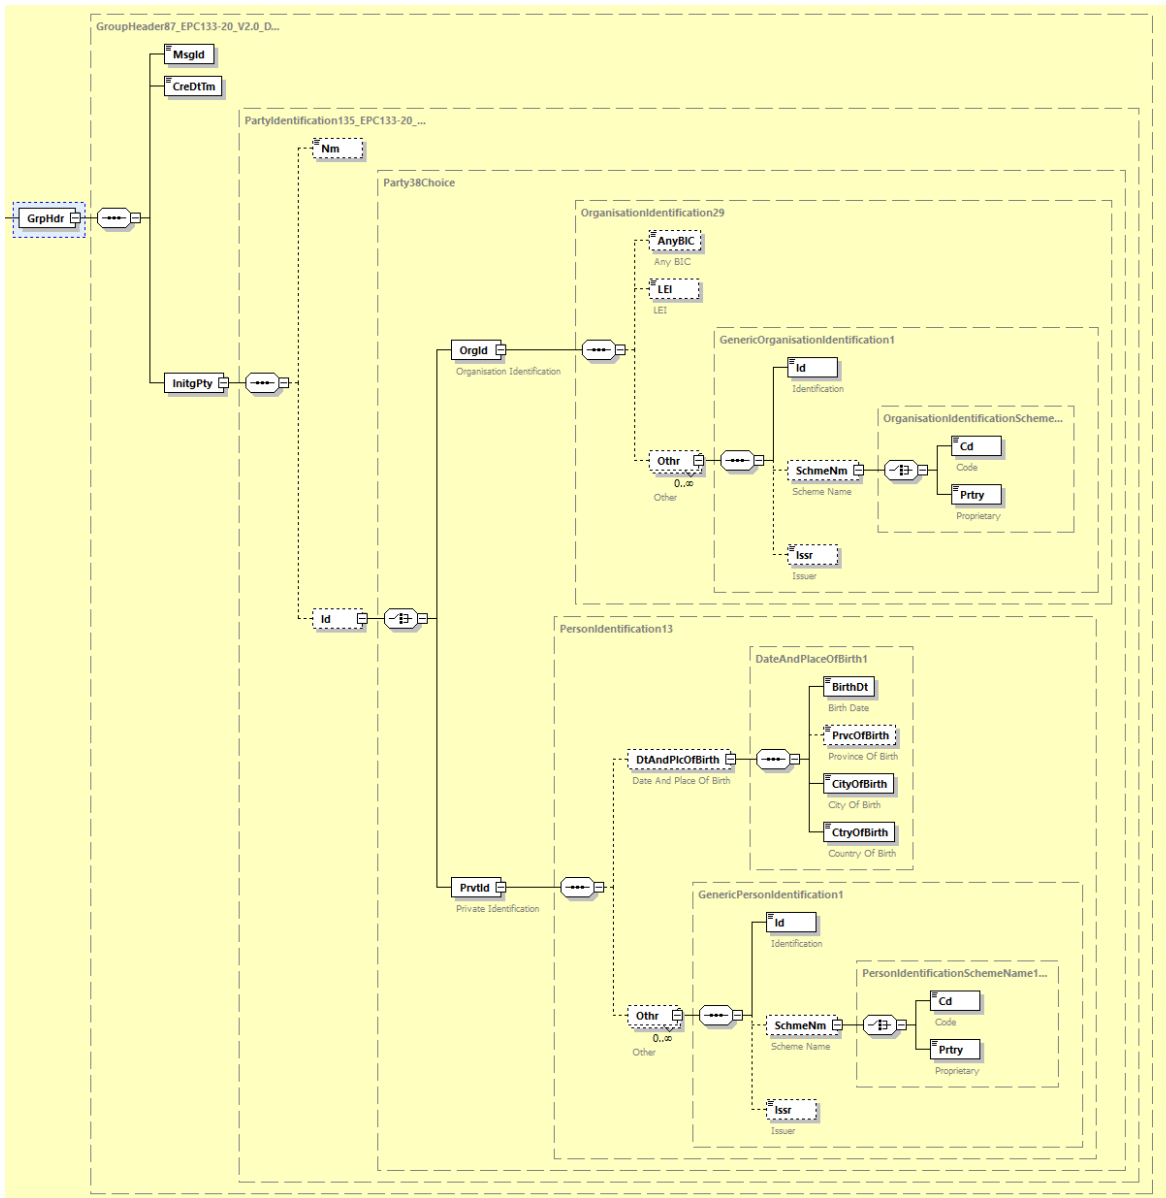 GroupHeader87_EPC133-20_V2.0_D...
MsgId
CreDtTm
PartyIdentification135_EPC133-20_...
Nm
Party38Choice
OrganisationIdentification29
GrpHdr
AnyBIC
Any BIC
LEI
LEI
GenericOrganisationIdentification1
OrgId
Organisation Identification
Id
Identification
InitgPty
OrganisationIdentificationScheme...
Cd
Code
Othr
0..∞
Other
SchmeNm
Scheme Name
Prtry
Proprietary
Issr
Issuer
Id
PersonIdentification13
DateAndPlaceOfBirth1
BirthDt
Birth Date
PrvcOfBirth
Province Of Birth
DtAndPlcOfBirth
Date And Place Of Birth
CityOfBirth
City Of Birth
CtryOfBirth
Country Of Birth
PrvtId
Private Identification
GenericPersonIdentification1
Id
Identification
PersonIdentificationSchemeName1...
Cd
Code
Othr
0..∞
Other
SchmeNm
Scheme Name
Prtry
Proprietary
Issr
Issuer